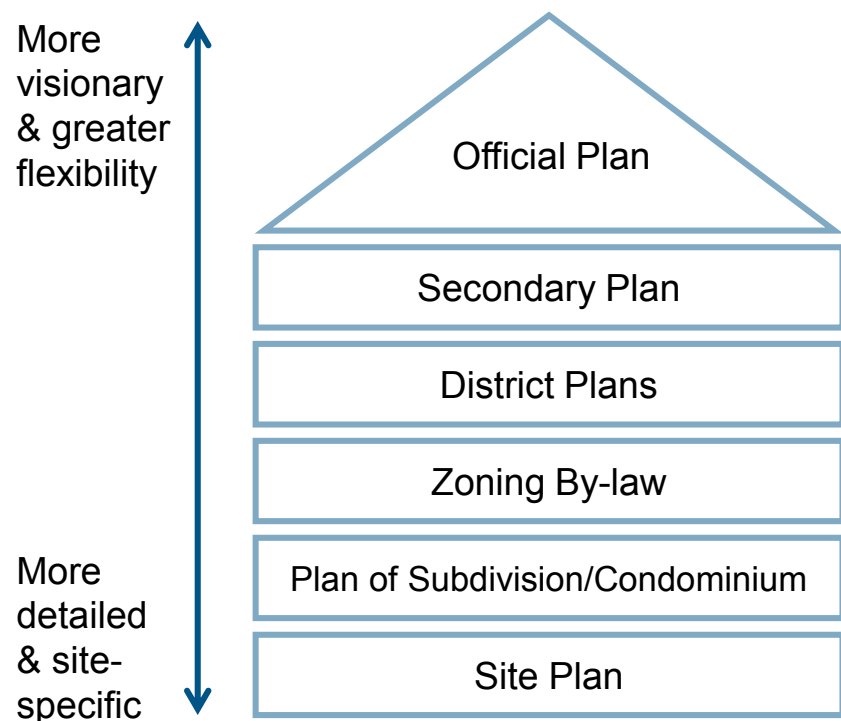 More
visionary
& greater
flexibility
Official Plan
Secondary Plan
District Plans
Zoning By-law
Plan of Subdivision/Condominium
Site Plan
More
detailed
& site-
specific